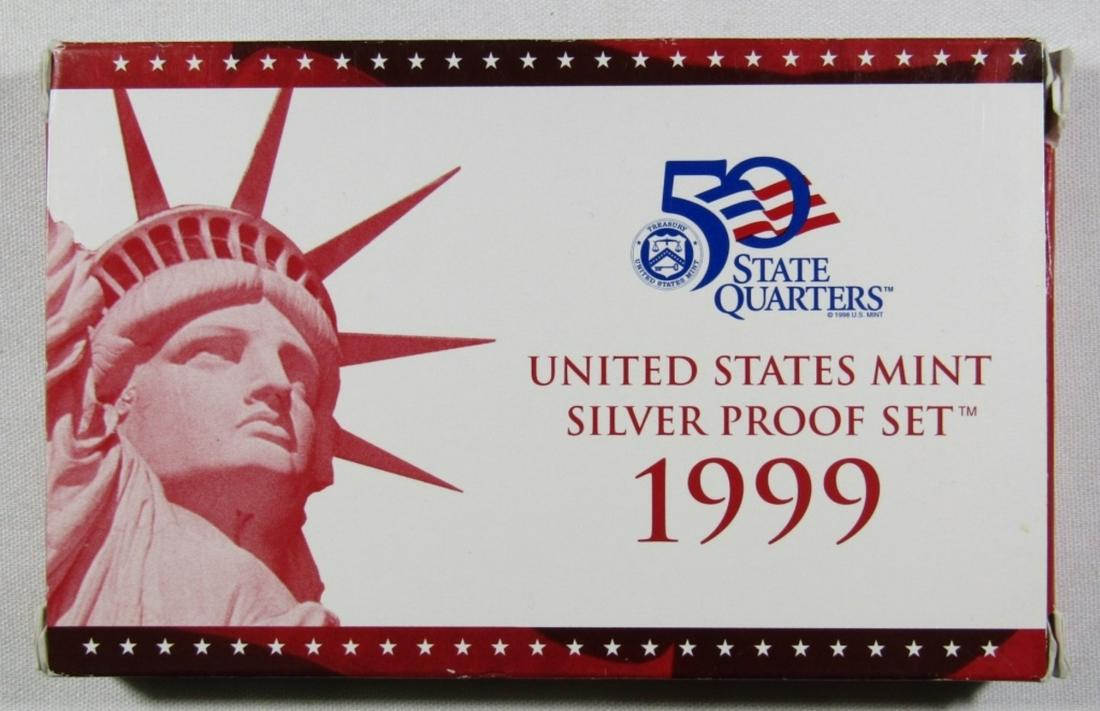 50
TREASURY
UNITED STATES MINT
STATE
QUARTERS™
© 1998 U.S. MINT
UNITED STATES MINT
SILVER PROOF SET™
1999